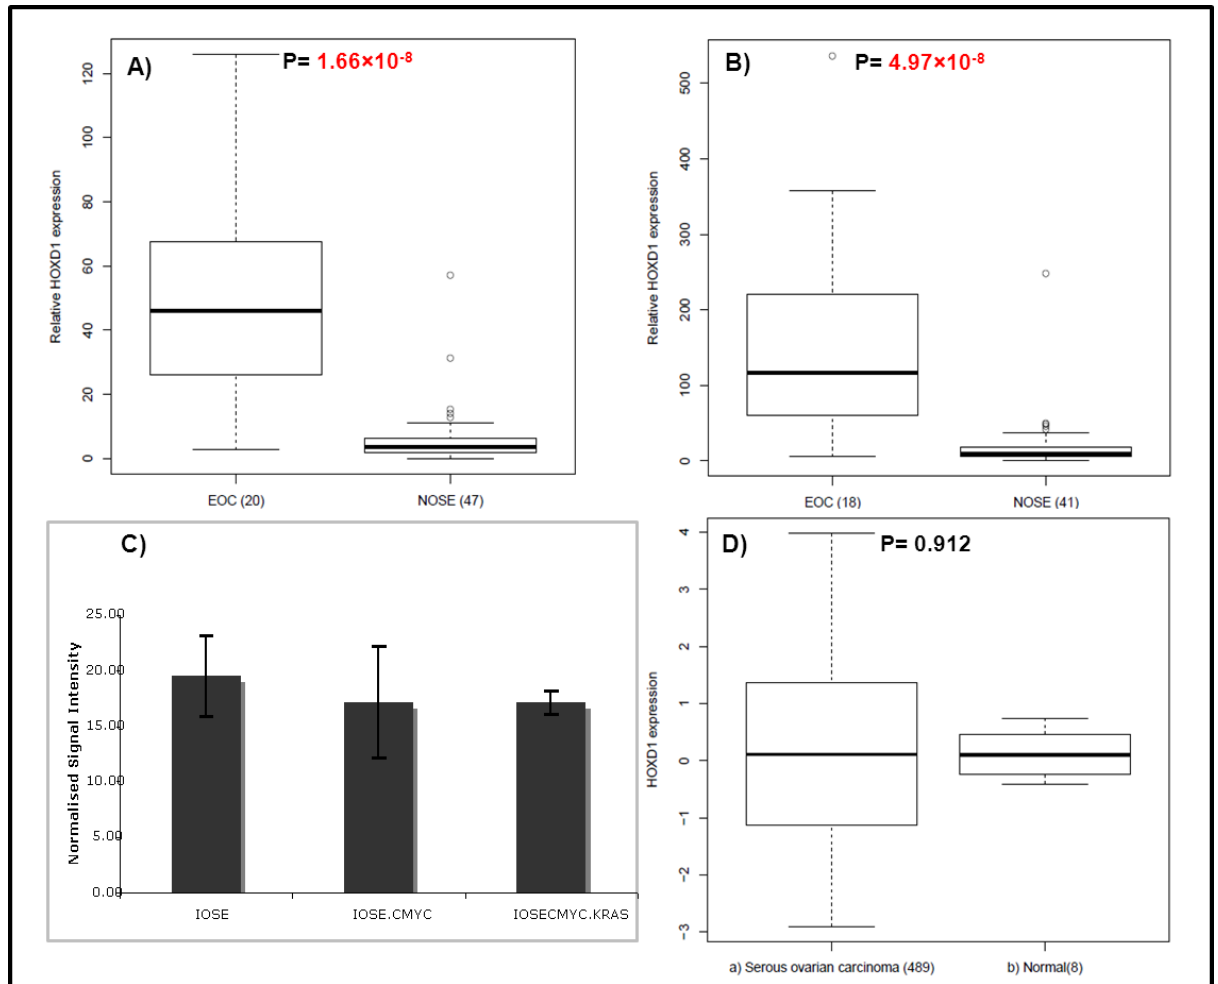 A)
P= 1.66×10-8
Relative HOXD1 expression
120
100
80
60
40
20
0
EOC (20)
NOSE (47)
B)
P= 4.97×10-8
Relative HOXD1 expression
500
400
300
200
100
0
EOC (18)
NOSE (41)
C)
Normalised Signal Intensity
25.00
20.00
15.00
10.00
5.00
0.00
IOSE
IOSE.CMYC
IOSECMYC.KRAS
D)
P= 0.912
HOXD1 expression
4
3
2
1
0
−1
−2
−3
a) Serous ovarian carcinoma (489)
b) Normal(8)